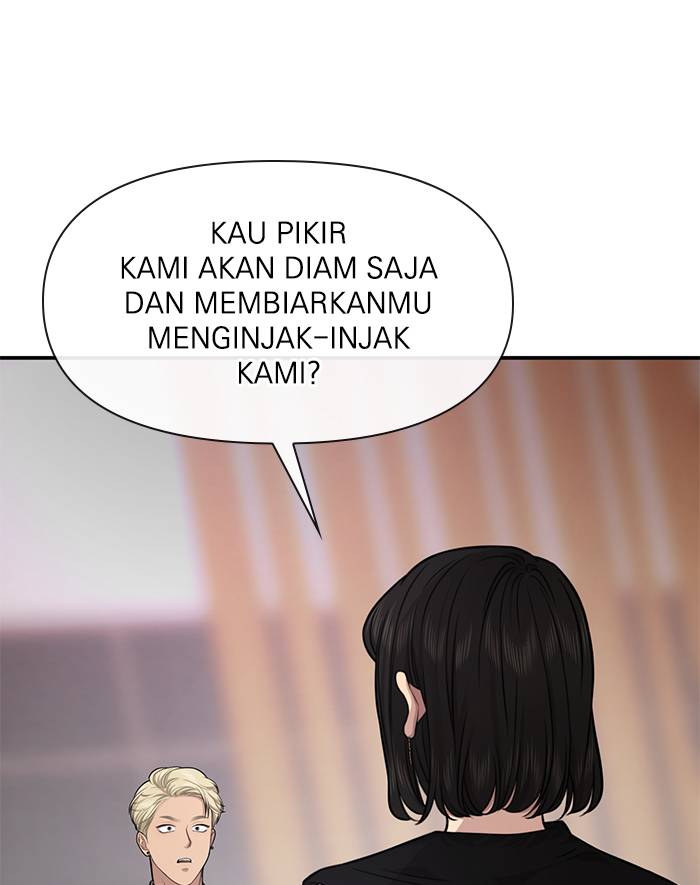 KAU PIKIR
KAMI AKAN DIAM SAJA
DAN MEMBIARKANMU
MENGINJAK-INJAK
KAMI?